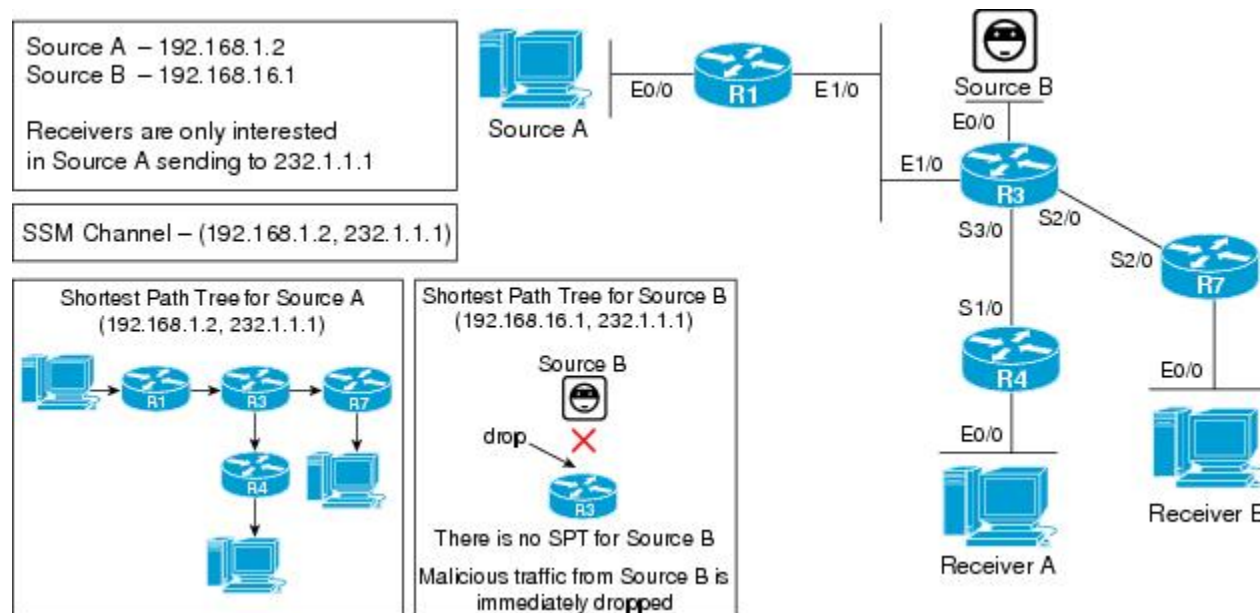 Source A – 192.168.1.2
Source B – 192.168.16.1
Receivers are only interested
in Source A sending to 232.1.1.1
SSM Channel – (192.168.1.2, 232.1.1.1)
Shortest Path Tree for Source A
(192.168.1.2, 232.1.1.1)
R1
R3
R7
R4
Shortest Path Tree for Source B
(192.168.16.1, 232.1.1.1)
Source B
drop
R3
There is no SPT for Source B
Malicious traffic from Source B is
immediately dropped
Source A
E0/0
R1
E1/0
Source B
E0/0
E1/0
R3
S3/0
S2/0
S2/0
R7
S1/0
R4
E0/0
E0/0
Receiver A
Receiver B